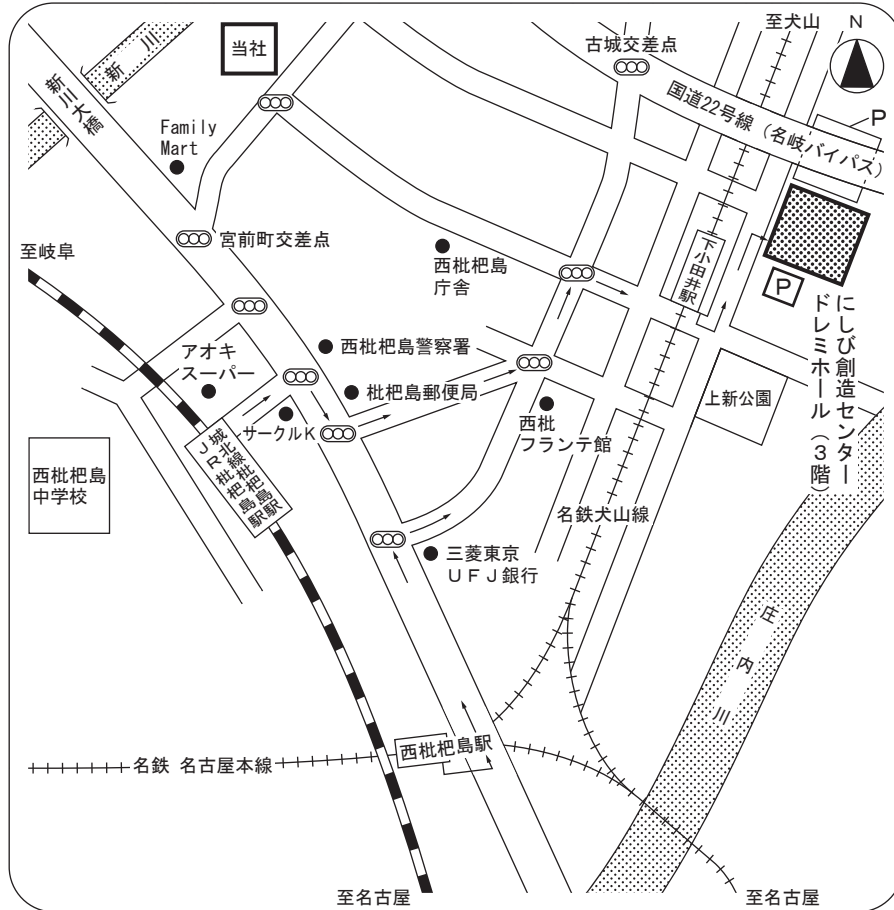 至犬山
N
古城交差点
当社
新川
新川大橋
国道22号線（名岐バイパス）
P
Family
Mart
宮前町交差点
至岐阜
西枇杷島
庁舎
下小田井駅
P
にしび創造センター
ドレミホール（３階）
西枇杷島警察署
アオキ
スーパー
枇杷島郵便局
上新公園
サークルK
西枇
フランテ館
西枇杷島
中学校
JR枇杷島駅
城北線枇杷島駅
名鉄犬山線
三菱東京
ＵＦＪ銀行
庄内川
西枇杷島駅
名鉄 名古屋本線
至名古屋
至名古屋